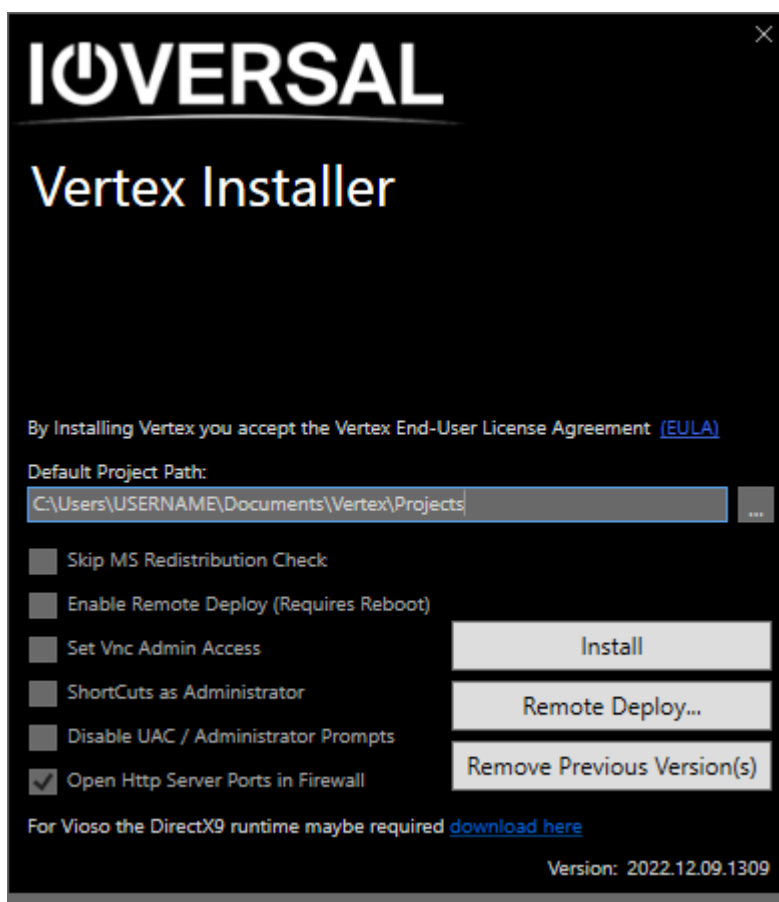 IOVERSAL
Vertex Installer
By Installing Vertex you accept the Vertex End-User License Agreement (EULA)
Default Project Path:
C:\Users\USERNAME\Documents\Vertex\Projects
...
Skip MS Redistribution Check
Enable Remote Deploy (Requires Reboot)
Set Vnc Admin Access
Install
ShortCuts as Administrator
Remote Deploy...
Disable UAC / Administrator Prompts
Remove Previous Version(s)
Open Http Server Ports in Firewall
For Vioso the DirectX9 runtime maybe required download here
Version: 2022.12.09.1309